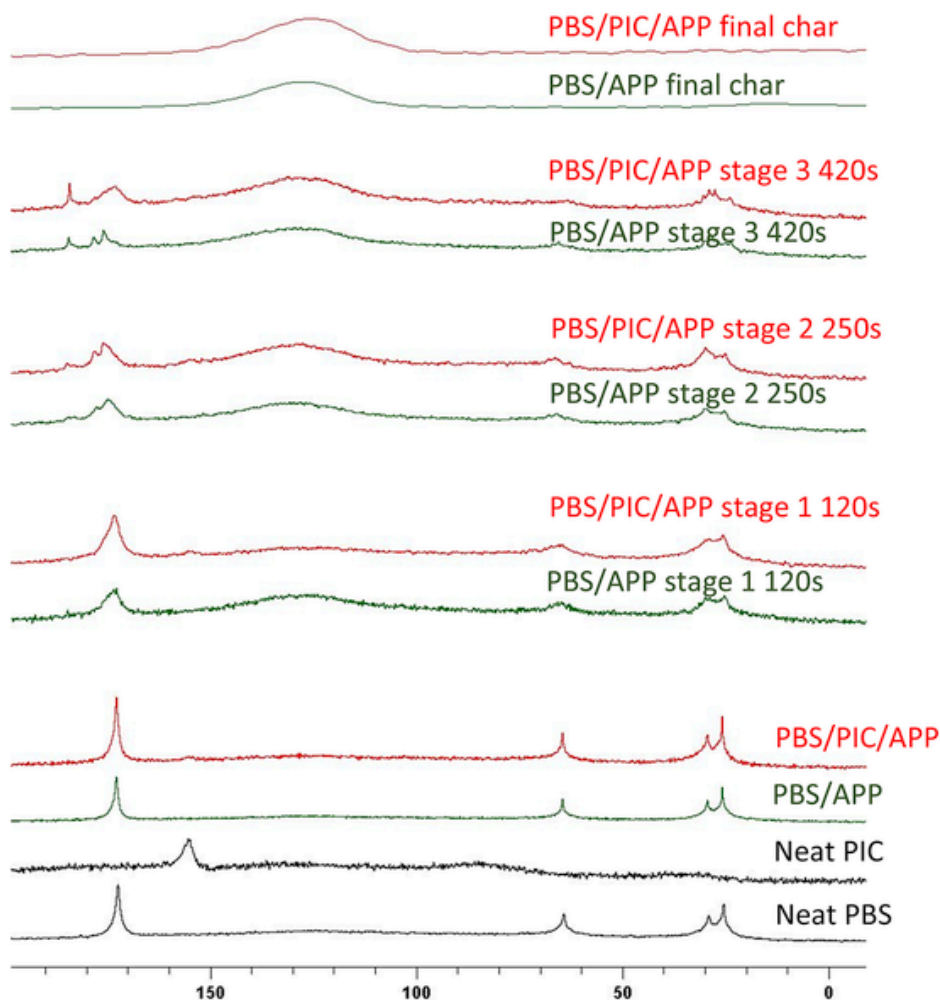 PBS/PIC/APP final char
PBS/APP final char
PBS/PIC/APP stage 3 420s
PBS/APP stage 3 420s
PBS/PIC/APP stage 2 250s
PBS/APP stage 2 250s
PBS/PIC/APP stage 1 120s
PBS/APP stage 1 120s
PBS/PIC/APP
PBS/APP
Neat PIC
Neat PBS
150 100 50 0